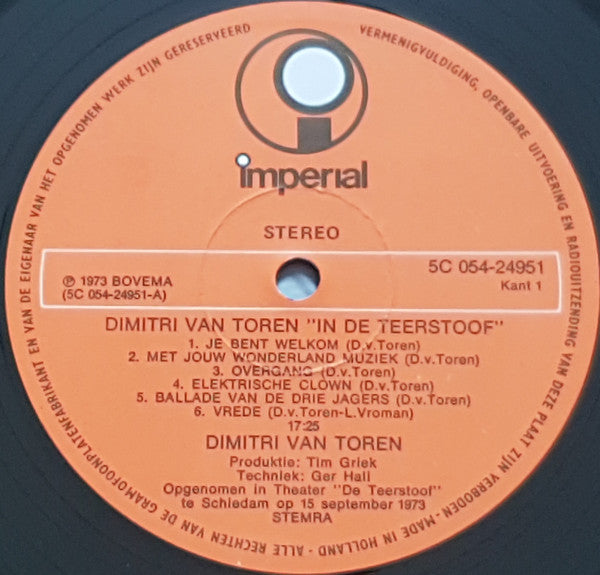 ALLE RECHTEN VAN DE GRAMOFOONPLATENFABRIKANT EN VAN DE EIGENAAR VAN HET OPGENOMEN WERK ZIJN GERESERVEERD
VERMENIGVULDIGING, OPENBARE UITVOERING EN RADIOUITZENDING VAN DEZE PLAAT ZIJN VERBODEN - MADE IN HOLLAND -
imperial
STEREO
5C 054-24951
Kant 1
℗ 1973 BOVEMA
(5C 054-24951-A)
DIMITRI VAN TOREN "IN DE TEERSTOOF"
1. JE BENT WELKOM (D.v.Toren)
2. MET JOUW WONDERLAND MUZIEK (D.v.Toren)
3. OVERGANG (D.v.Toren)
4. ELEKTRISCHE CLOWN (D.v.Toren)
5. BALLADE VAN DE DRIE JAGERS (D.v.Toren)
6. VREDE (D.v.Toren-L.Vroman)
17:25
DIMITRI VAN TOREN
Produktie: Tim Griek
Techniek: Ger Hall
Opgenomen in Theater "De Teerstoof"
te Schiedam op 15 september 1973
STEMRA